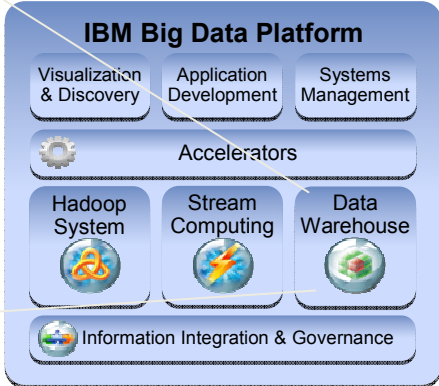 IBM Big Data Platform
Visualization
& Discovery
Application
Development
Systems
Management
Accelerators
Hadoop
System
Stream
Computing
Data
Warehouse
Information Integration & Governance